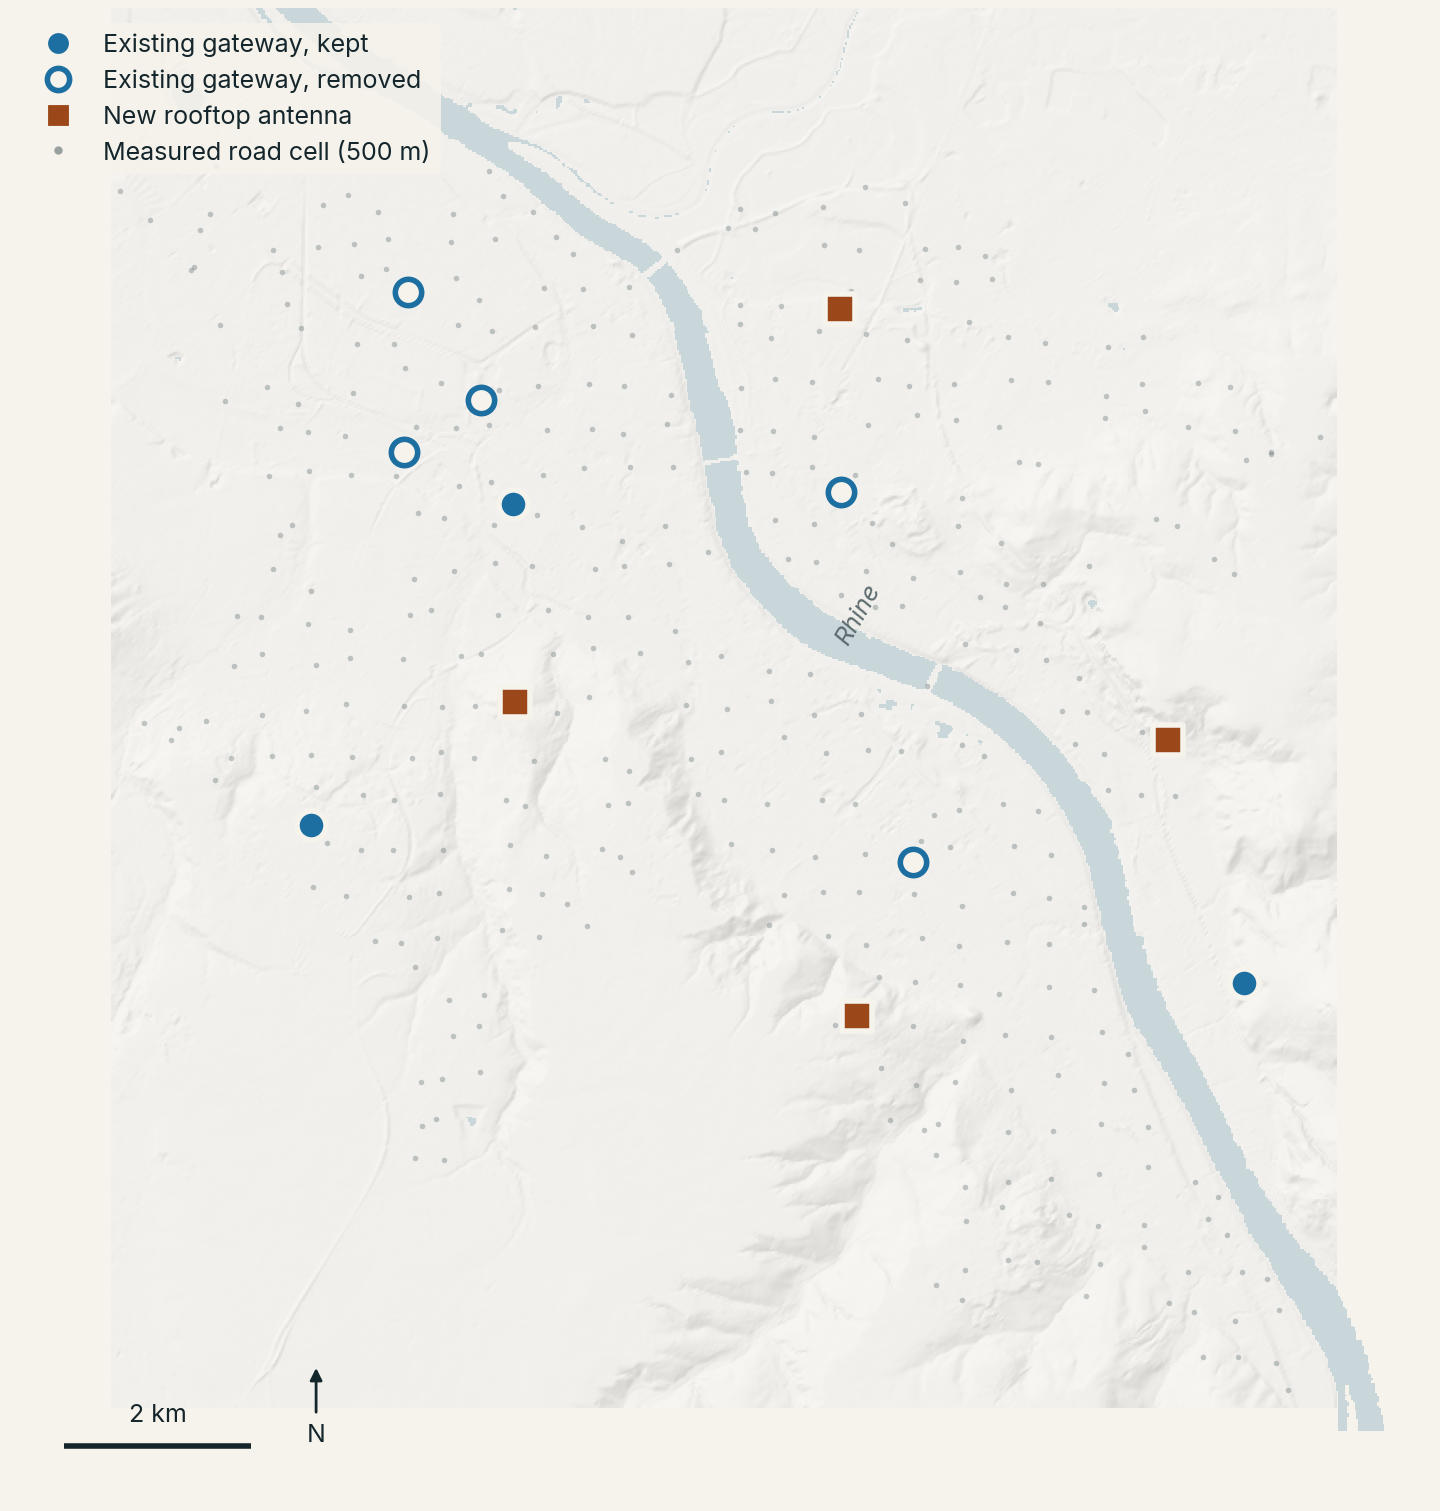 Existing gateway, kept
Existing gateway, removed
New rooftop antenna
Measured road cell (500 m)
Rhine
2 km
N